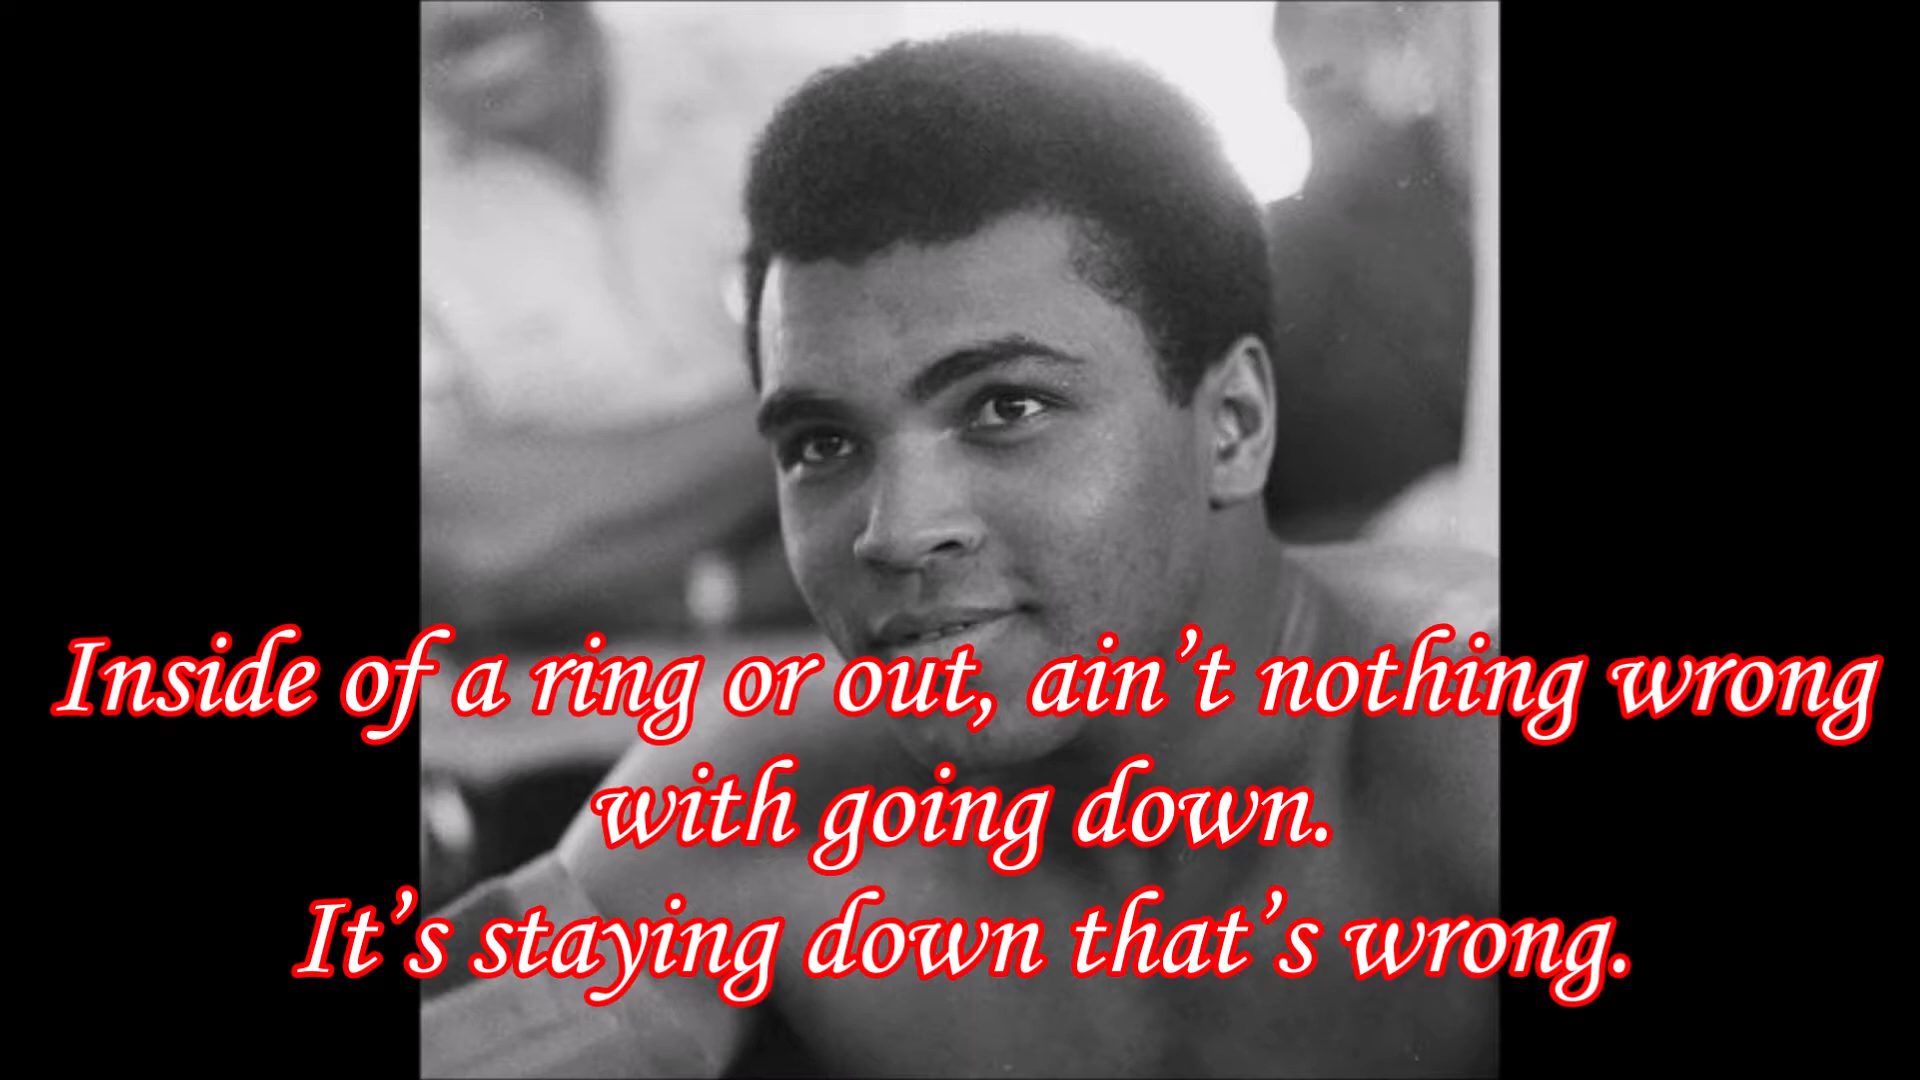 Inside of a ring or out, ain’t nothing wrong
with going down.
It’s staying down that’s wrong.